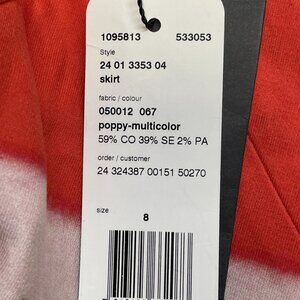 1095813 533053
Style
24 01 3353 04
skirt
fabric / colour
050012 067
poppy-multicolor
59% CO 39% SE 2% PA
order / customer
24 324387 00151 50270
size
8